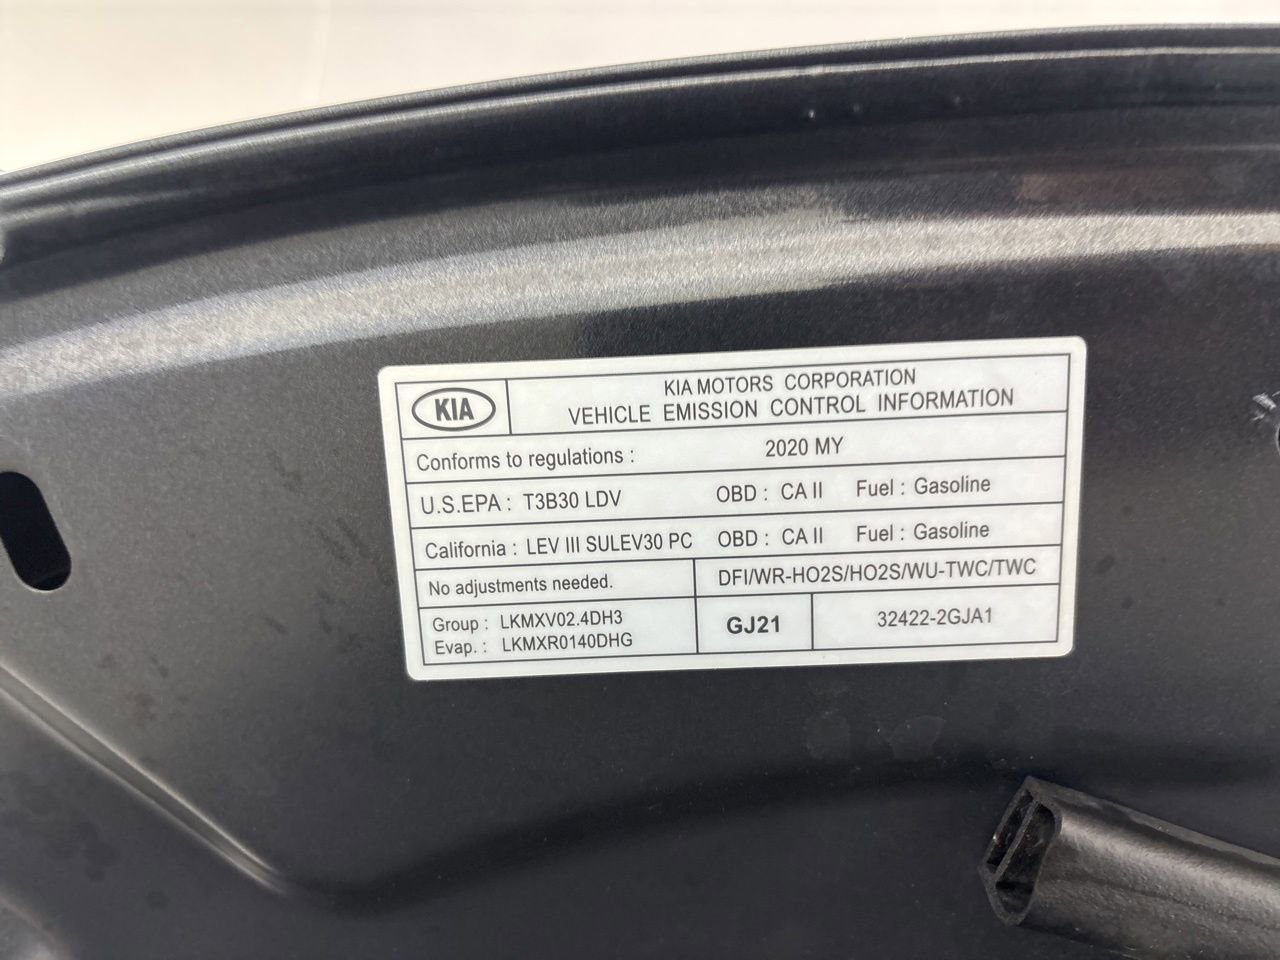 KIA
KIA MOTORS CORPORATION
VEHICLE EMISSION CONTROL INFORMATION
Conforms to regulations : 2020 MY
U.S.EPA : T3B30 LDV OBD : CA II Fuel : Gasoline
California : LEV III SULEV30 PC OBD : CA II Fuel : Gasoline
No adjustments needed. DFI/WR-HO2S/HO2S/WU-TWC/TWC
Group : LKMXV02.4DH3
Evap. : LKMXR0140DHG
GJ21
32422-2GJA1